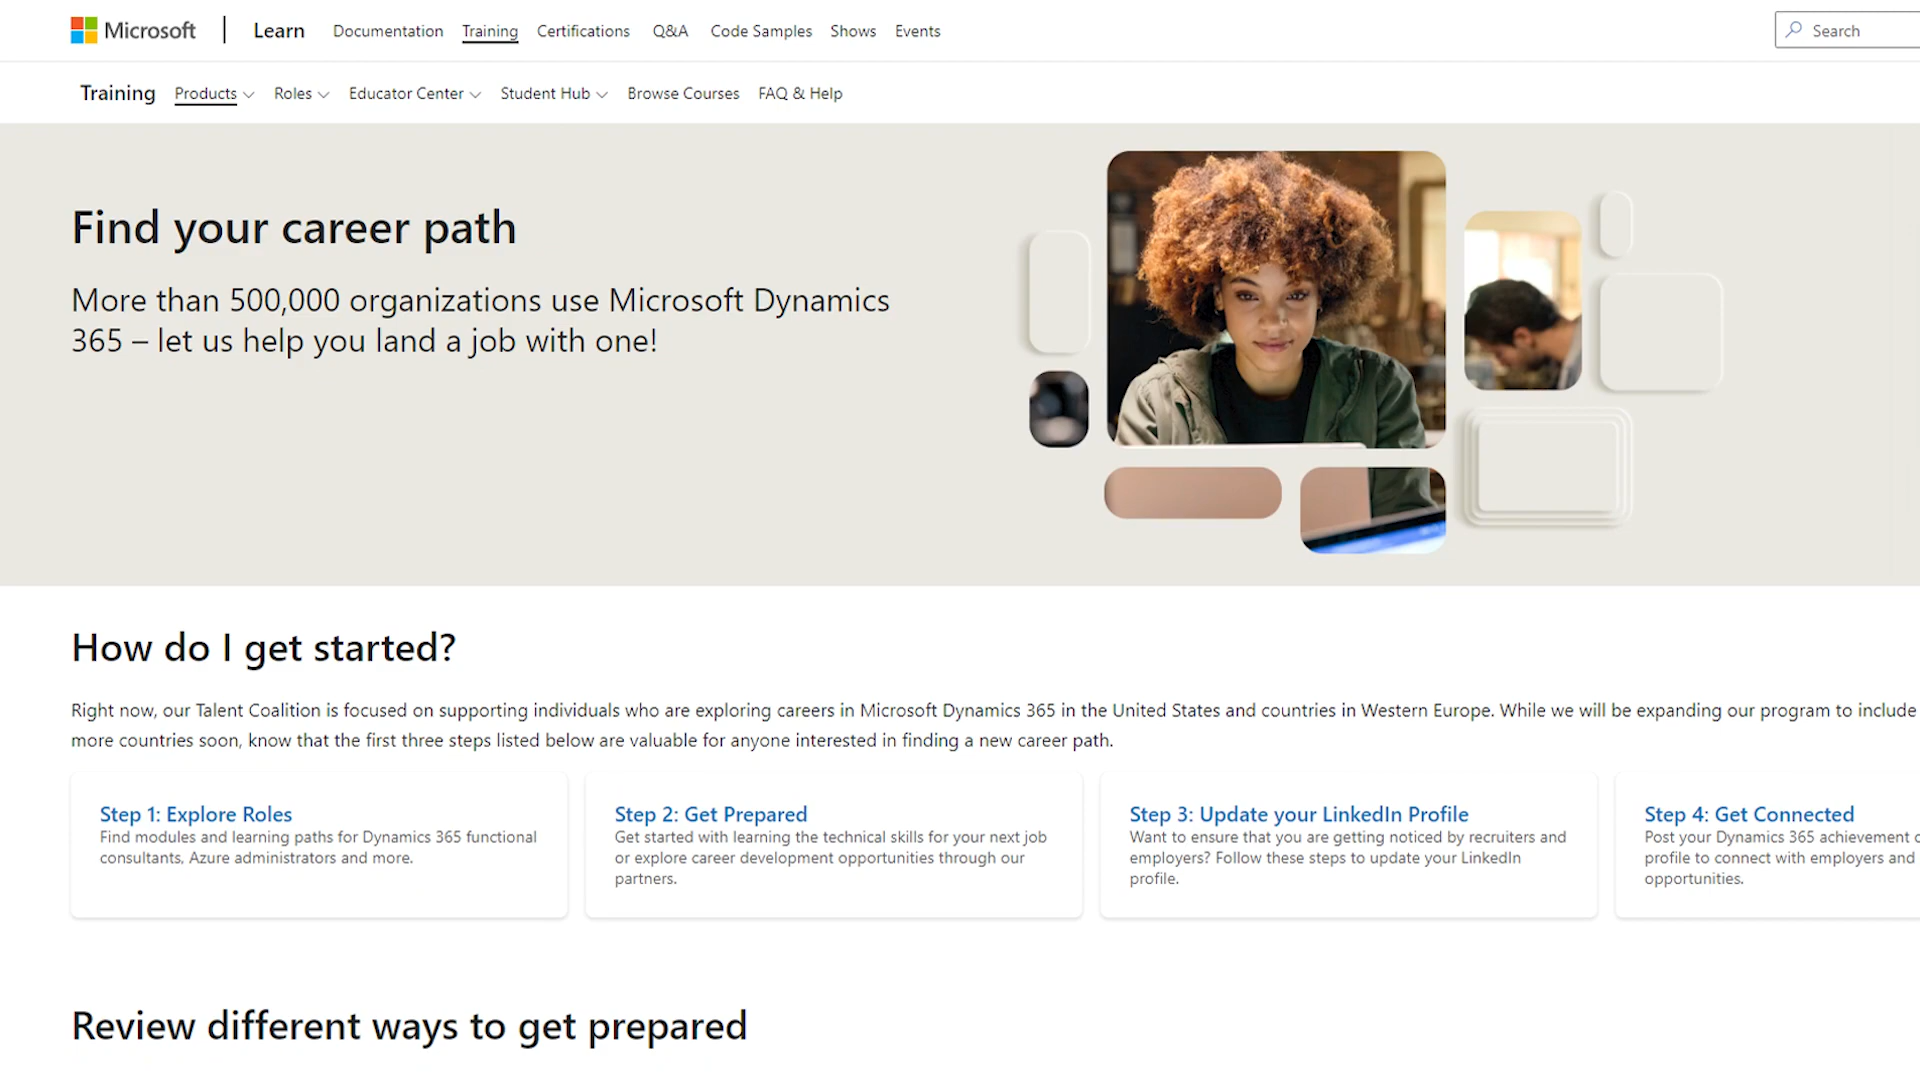 Microsoft Learn Documentation Training Certifications Q&A Code Samples Shows Events Search
Training Products Roles Educator Center Student Hub Browse Courses FAQ & Help
Find your career path
More than 500,000 organizations use Microsoft Dynamics
365 – let us help you land a job with one!
How do I get started?
Right now, our Talent Coalition is focused on supporting individuals who are exploring careers in Microsoft Dynamics 365 in the United States and countries in Western Europe. While we will be expanding our program to include
more countries soon, know that the first three steps listed below are valuable for anyone interested in finding a new career path.
Step 1: Explore Roles
Find modules and learning paths for Dynamics 365 functional
consultants, Azure administrators and more.
Step 2: Get Prepared
Get started with learning the technical skills for your next job
or explore career development opportunities through our
partners.
Step 3: Update your LinkedIn Profile
Want to ensure that you are getting noticed by recruiters and
employers? Follow these steps to update your LinkedIn
profile.
Step 4: Get Connected
Post your Dynamics 365 achievement
profile to connect with employers and
opportunities.
Review different ways to get prepared